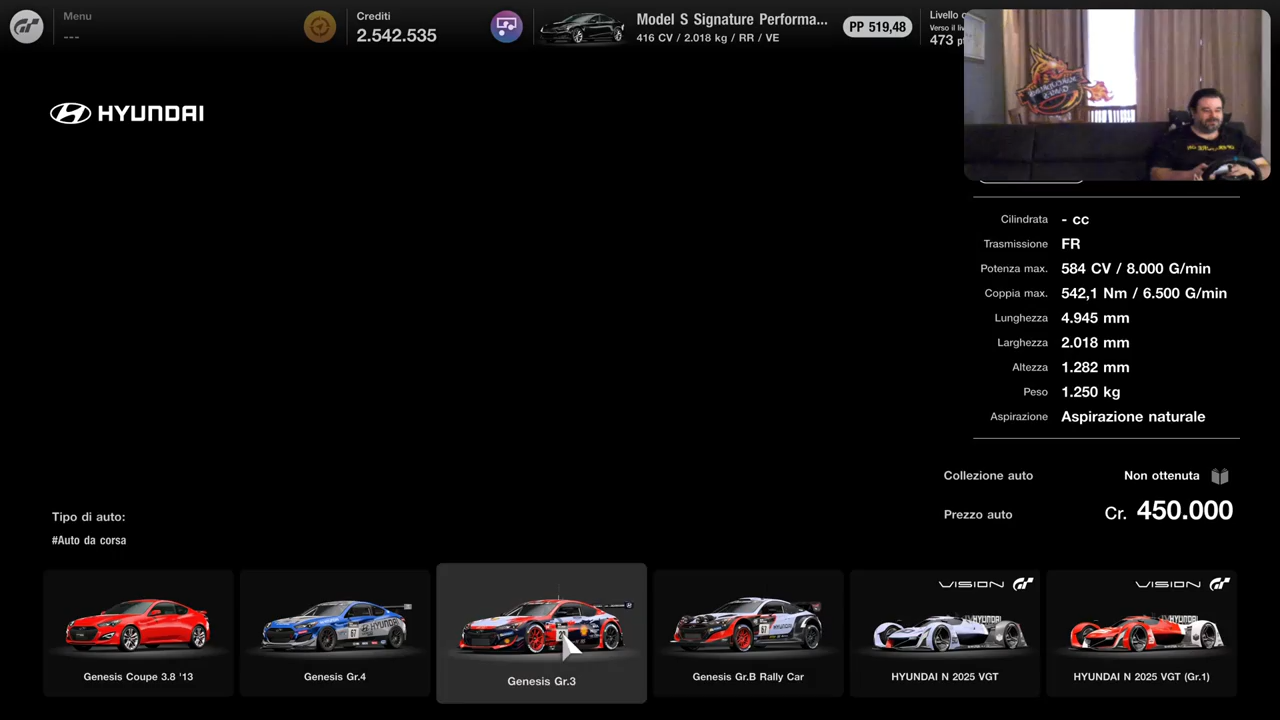 Menu
---
Crediti
2.542.535
Model S Signature Performa...
416 CV / 2.018 kg / RR / VE
PP 519,48
Livello
Verso il liv
473
HYUNDAI
Cilindrata - cc
Trasmissione FR
Potenza max. 584 CV / 8.000 G/min
Coppia max. 542,1 Nm / 6.500 G/min
Lunghezza 4.945 mm
Larghezza 2.018 mm
Altezza 1.282 mm
Peso 1.250 kg
Aspirazione Aspirazione naturale
Collezione auto Non ottenuta
Prezzo auto Cr. 450.000
Tipo di auto:
#Auto da corsa
Genesis Coupe 3.8 '13
Genesis Gr.4
Genesis Gr.3
Genesis Gr.B Rally Car
VISION GT
HYUNDAI N 2025 VGT
VISION GT
HYUNDAI N 2025 VGT (Gr.1)